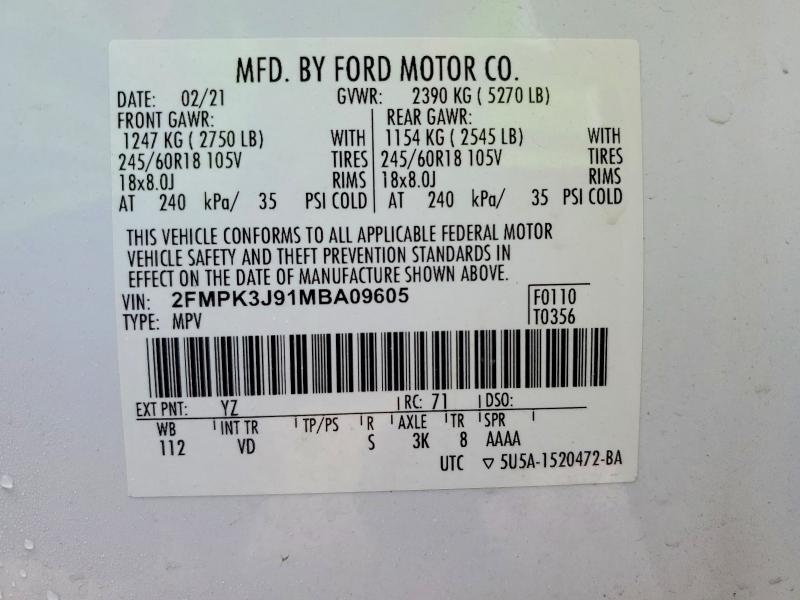 MFD. BY FORD MOTOR CO.
DATE: 02/21 GVWR: 2390 KG ( 5270 LB)
FRONT GAWR: REAR GAWR:
1247 KG ( 2750 LB) WITH 1154 KG ( 2545 LB) WITH
245/60R18 105V TIRES 245/60R18 105V TIRES
18x8.0J RIMS 18x8.0J RIMS
AT 240 kPa/ 35 PSI COLD AT 240 kPa/ 35 PSI COLD
THIS VEHICLE CONFORMS TO ALL APPLICABLE FEDERAL MOTOR
VEHICLE SAFETY AND THEFT PREVENTION STANDARDS IN
EFFECT ON THE DATE OF MANUFACTURE SHOWN ABOVE.
VIN: 2FMPK3J91MBA09605 F0110
TYPE: MPV T0356
EXT PNT: YZ RC: 71 DSO:
WB INT TR TP/PS R AXLE TR SPR
112 VD S 3K 8 AAAA
UTC ▽ 5U5A-1520472-BA